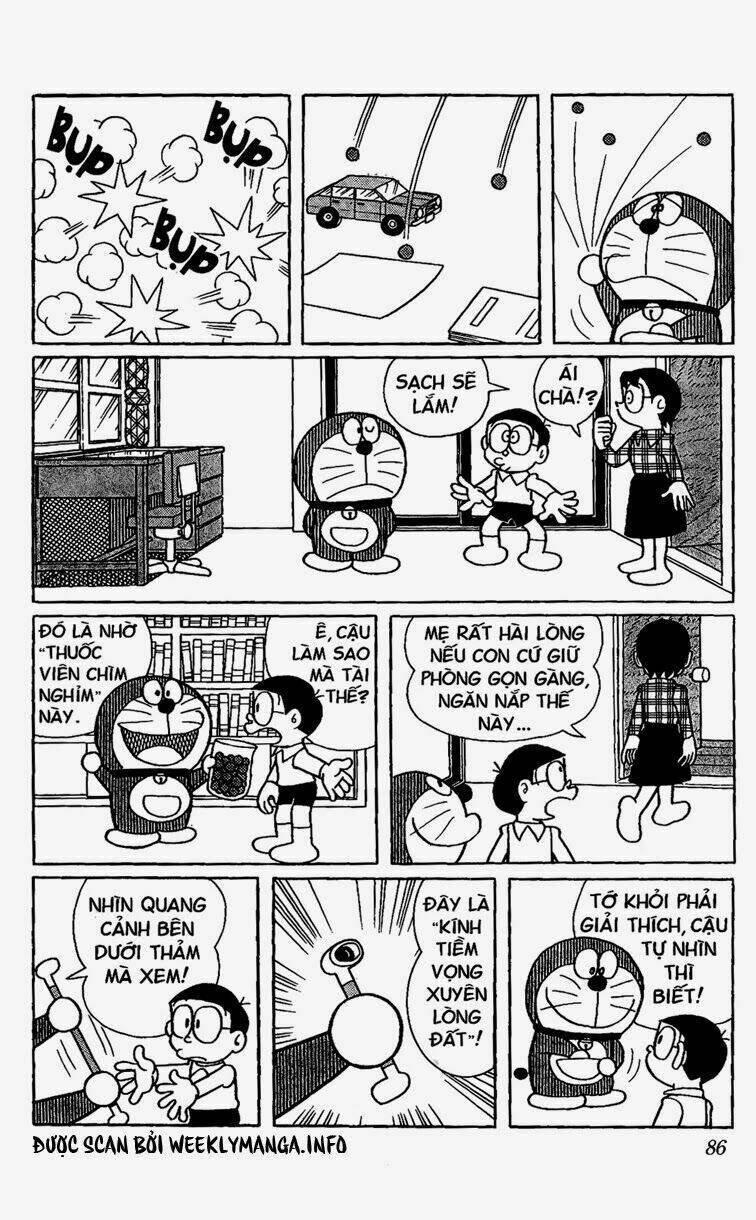 BỤP
BỤP
BỤP
ÁI
CHÀ!?
SẠCH SẼ
LẮM!
MẸ RẤT HÀI LÒNG
NẾU CON CỨ GIỮ
PHÒNG GỌN GÀNG,
NGĂN NẮP THẾ
NÀY...
Ê, CẬU
LÀM SAO
MÀ TÀI
THẾ?
ĐÓ LÀ NHỜ
"THUỐC
VIÊN CHÌM
NGHỈM"
NÀY.
TỚ KHỎI PHẢI
GIẢI THÍCH, CẬU
TỰ NHÌN
THÌ
BIẾT!
ĐÂY LÀ
"KÍNH
TIỀM
VỌNG
XUYÊN
LÒNG
ĐẤT"!
NHÌN QUANG
CẢNH BÊN
DƯỚI THẢM
MÀ XEM!
ĐƯỢC SCAN BỞI WEEKLYMANGA.INFO
86